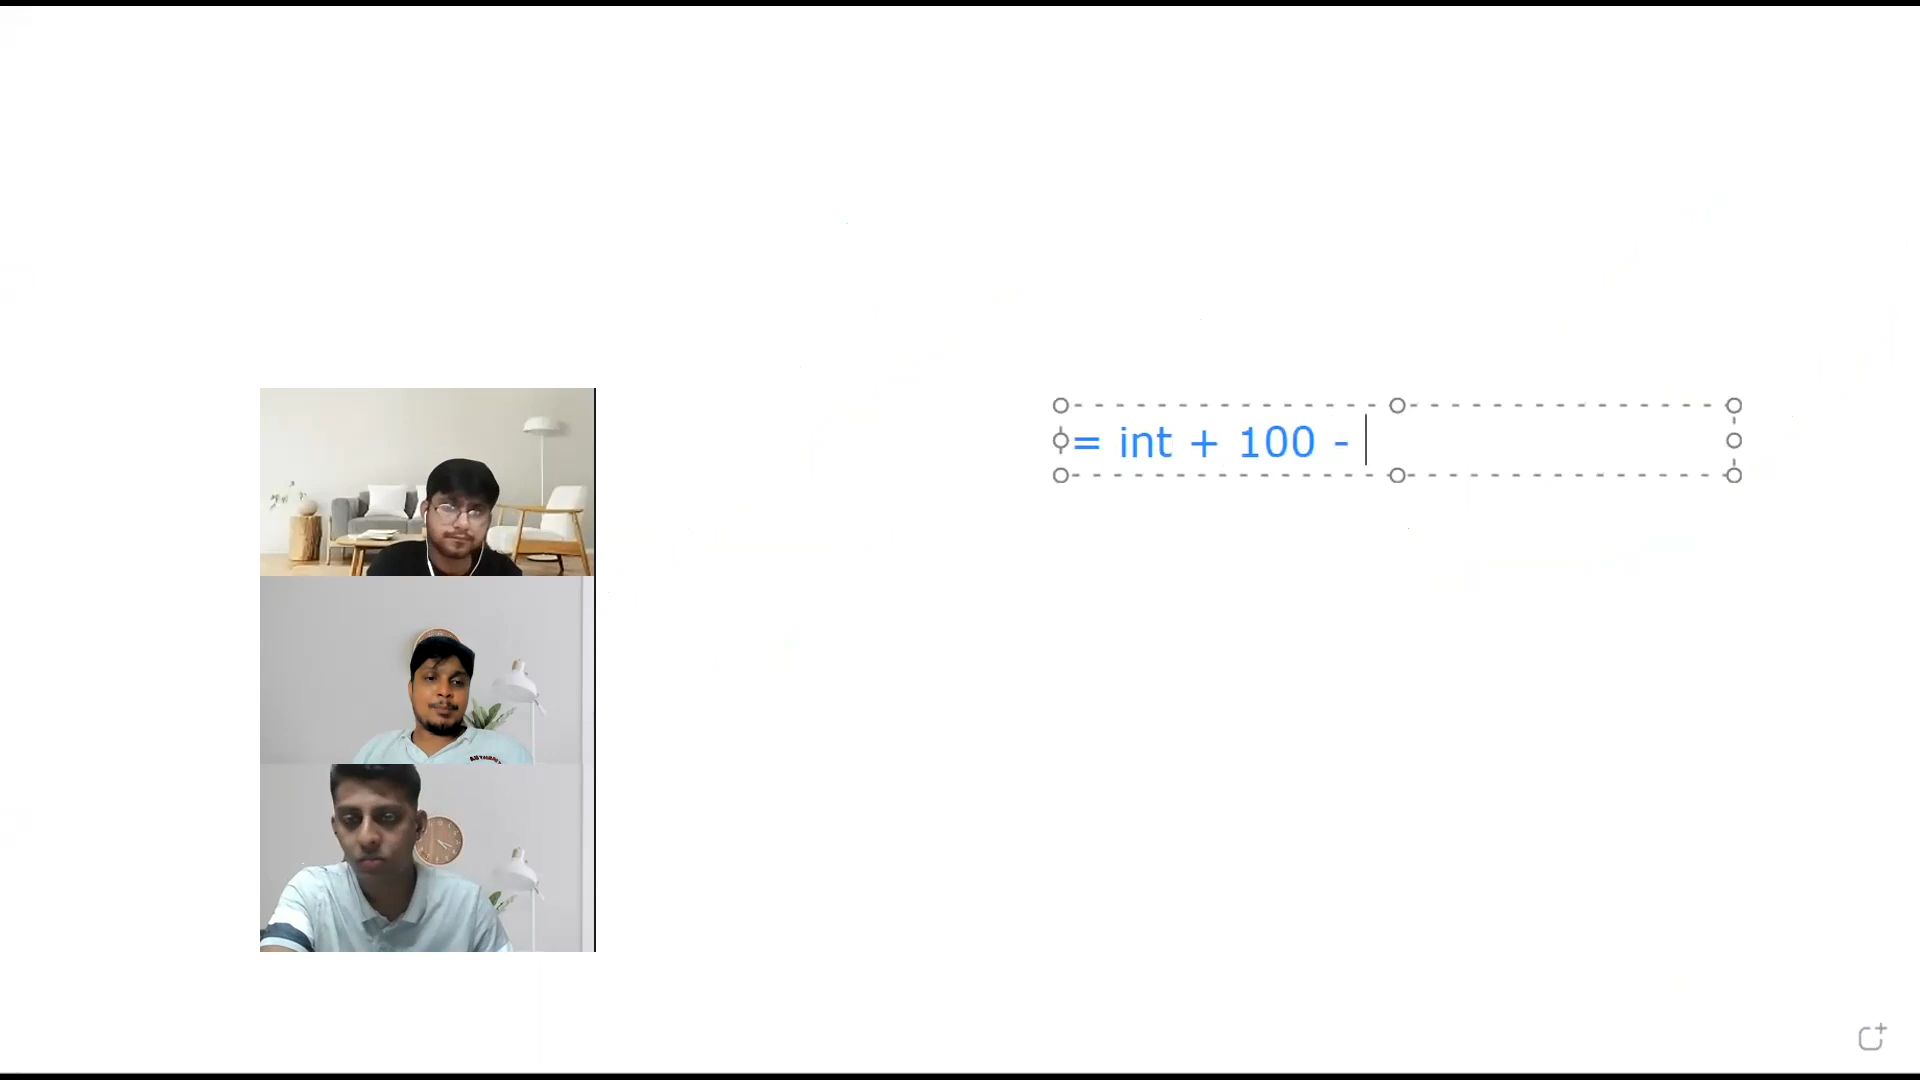 = int + 100 -